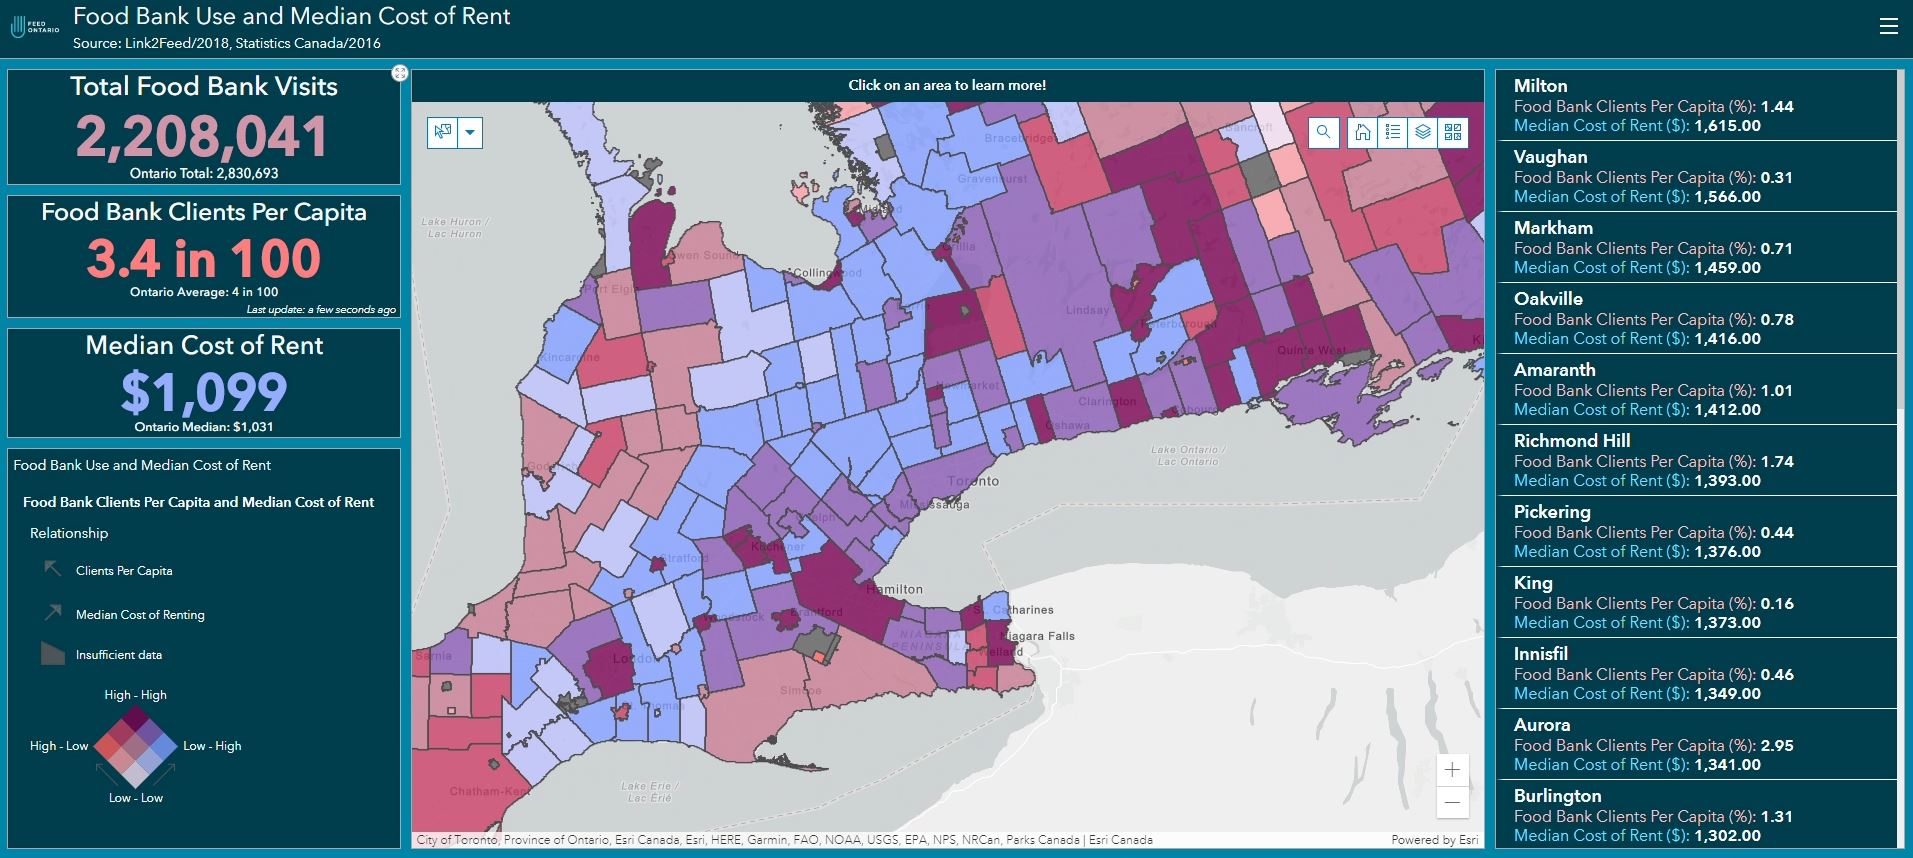 FEED
ONTARIO
Food Bank Use and Median Cost of Rent
Source: Link2Feed/2018, Statistics Canada/2016
Total Food Bank Visits
2,208,041
Ontario Total: 2,830,693
Food Bank Clients Per Capita
3.4 in 100
Ontario Average: 4 in 100
Last update: a few seconds ago
Median Cost of Rent
$1,099
Ontario Median: $1,031
Food Bank Use and Median Cost of Rent
Food Bank Clients Per Capita and Median Cost of Rent
Relationship
Clients Per Capita
Median Cost of Renting
Insufficient data
High - High
High - Low
Low - High
Low - Low
Click on an area to learn more!
Bancroft
Bracebridge
Gravenhurst
Lake Huron /
Lac Huron
Midland
Orillia
Owen Sound
Collingwood
Port Elgin
Lindsay
Peterborough
Kincardine
Quinte West
Newmarket
Clarington
Cobourg
Oshawa
Lake Ontario /
Lac Ontario
Goderich
Toronto
Mississauga
Guelph
Kitchener
Stratford
Hamilton
Woodstock
Brantford
St. Catharines
NIAGARA
PENINSULA
Niagara Falls
Welland
Sarnia
London
Simcoe
St. Thomas
Chatham-Kent
Lake Erie /
Lac Érié
City of Toronto, Province of Ontario, Esri Canada, Esri, HERE, Garmin, FAO, NOAA, USGS, EPA, NPS, NRCan, Parks Canada | Esri Canada
Powered by Esri
Milton
Food Bank Clients Per Capita (%): 1.44
Median Cost of Rent ($): 1,615.00
Vaughan
Food Bank Clients Per Capita (%): 0.31
Median Cost of Rent ($): 1,566.00
Markham
Food Bank Clients Per Capita (%): 0.71
Median Cost of Rent ($): 1,459.00
Oakville
Food Bank Clients Per Capita (%): 0.78
Median Cost of Rent ($): 1,416.00
Amaranth
Food Bank Clients Per Capita (%): 1.01
Median Cost of Rent ($): 1,412.00
Richmond Hill
Food Bank Clients Per Capita (%): 1.74
Median Cost of Rent ($): 1,393.00
Pickering
Food Bank Clients Per Capita (%): 0.44
Median Cost of Rent ($): 1,376.00
King
Food Bank Clients Per Capita (%): 0.16
Median Cost of Rent ($): 1,373.00
Innisfil
Food Bank Clients Per Capita (%): 0.46
Median Cost of Rent ($): 1,349.00
Aurora
Food Bank Clients Per Capita (%): 2.95
Median Cost of Rent ($): 1,341.00
Burlington
Food Bank Clients Per Capita (%): 1.31
Median Cost of Rent ($): 1,302.00